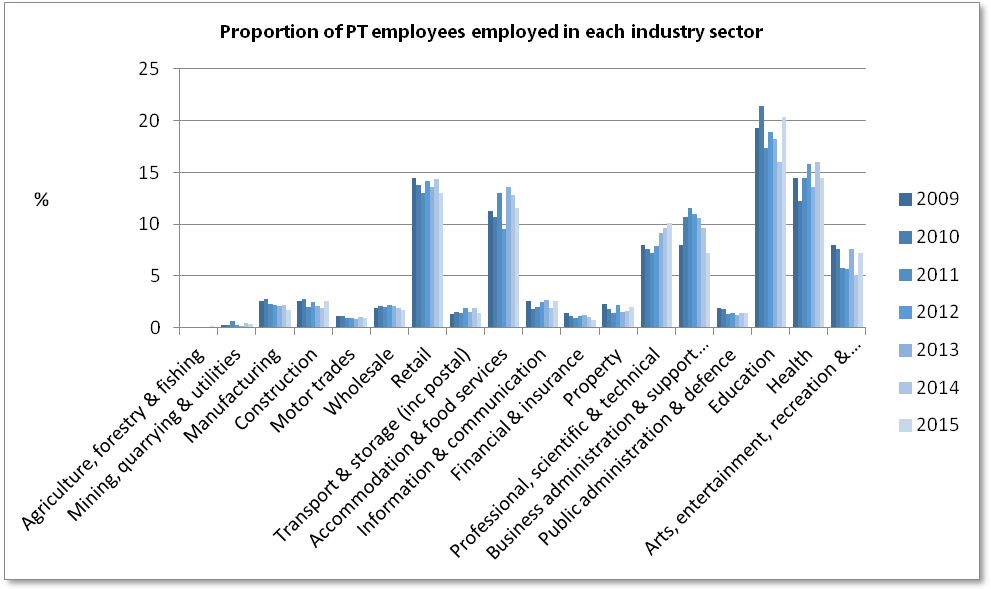 Proportion of PT employees employed in each industry sector
25
20
15
10
5
0
%
Agriculture, forestry & fishing
Mining, quarrying & utilities
Manufacturing
Construction
Motor trades
Wholesale
Retail
Transport & storage (inc postal)
Accommodation & food services
Information & communication
Financial & insurance
Property
Professional, scientific & technical
Business administration & support...
Public administration & defence
Education
Health
Arts, entertainment, recreation &...
2009
2010
2011
2012
2013
2014
2015